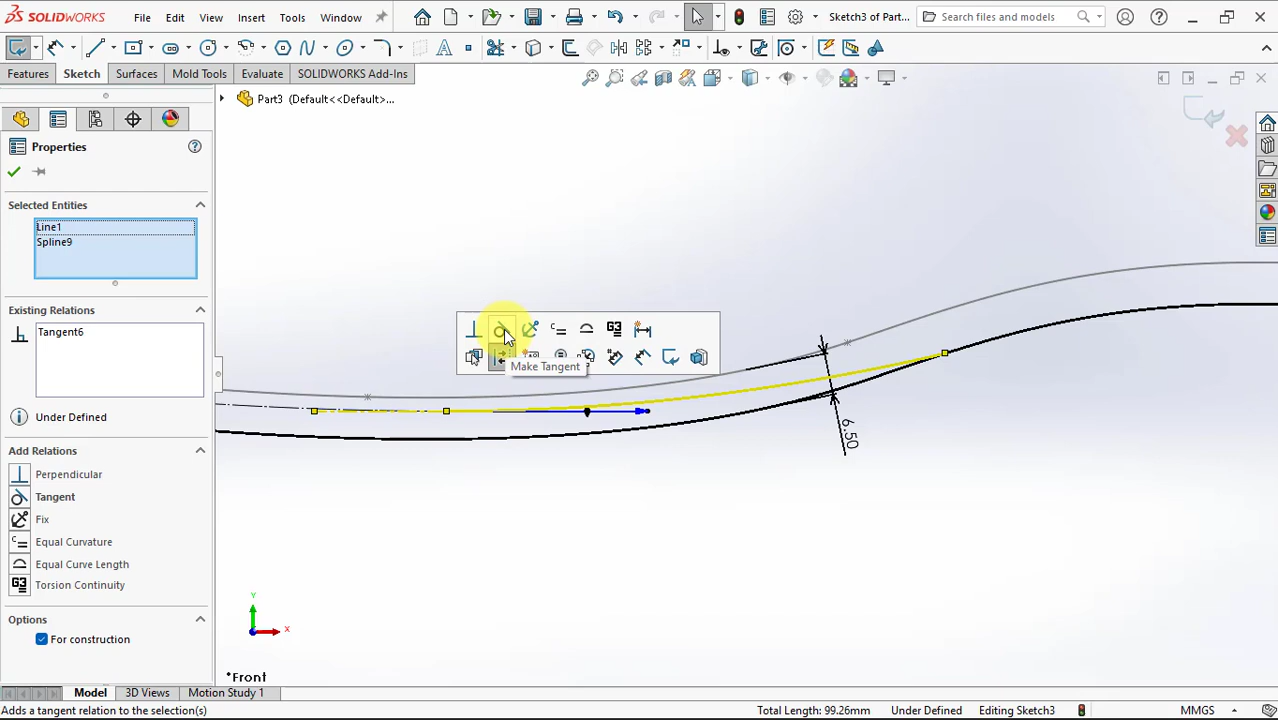 SOLIDWORKS
File
Edit
View
Insert
Tools
Window
Sketch3 of Part...
Search files and models
Features
Sketch
Surfaces
Mold Tools
Evaluate
SOLIDWORKS Add-Ins
Part3 (Default<<Default>...
Properties
Selected Entities
Line1
Spline9
Existing Relations
Tangent6
Under Defined
Add Relations
Perpendicular
Tangent
Fix
Equal Curvature
Equal Curve Length
G3 Torsion Continuity
Options
For construction
G3
Make Tangent
6.50
Y
X
*Front
Model
3D Views
Motion Study 1
Adds a tangent relation to the selection(s)
Total Length: 99.26mm
Under Defined
Editing Sketch3
MMGS